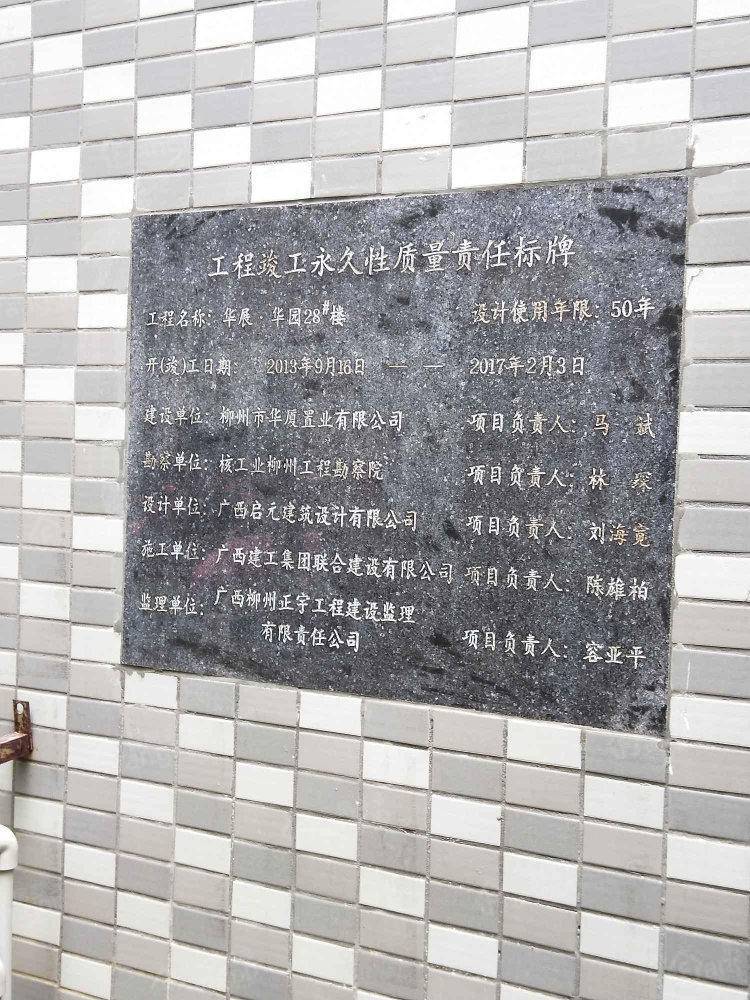 工程竣工永久性质量责任标牌
工程名称：华展·华园28#楼 设计使用年限：50年
开(竣)工日期： 2013年9月16日 — — 2017年2月3日
建设单位：柳州市华厦置业有限公司 项目负责人：马 斌
勘察单位：核工业柳州工程勘察院 项目负责人：林 琛
设计单位：广西启元建筑设计有限公司 项目负责人：刘海竟
施工单位：广西建工集团联合建设有限公司 项目负责人：陈雄柏
监理单位：广西柳州正宇工程建设监理
有限责任公司 项目负责人：容亚平